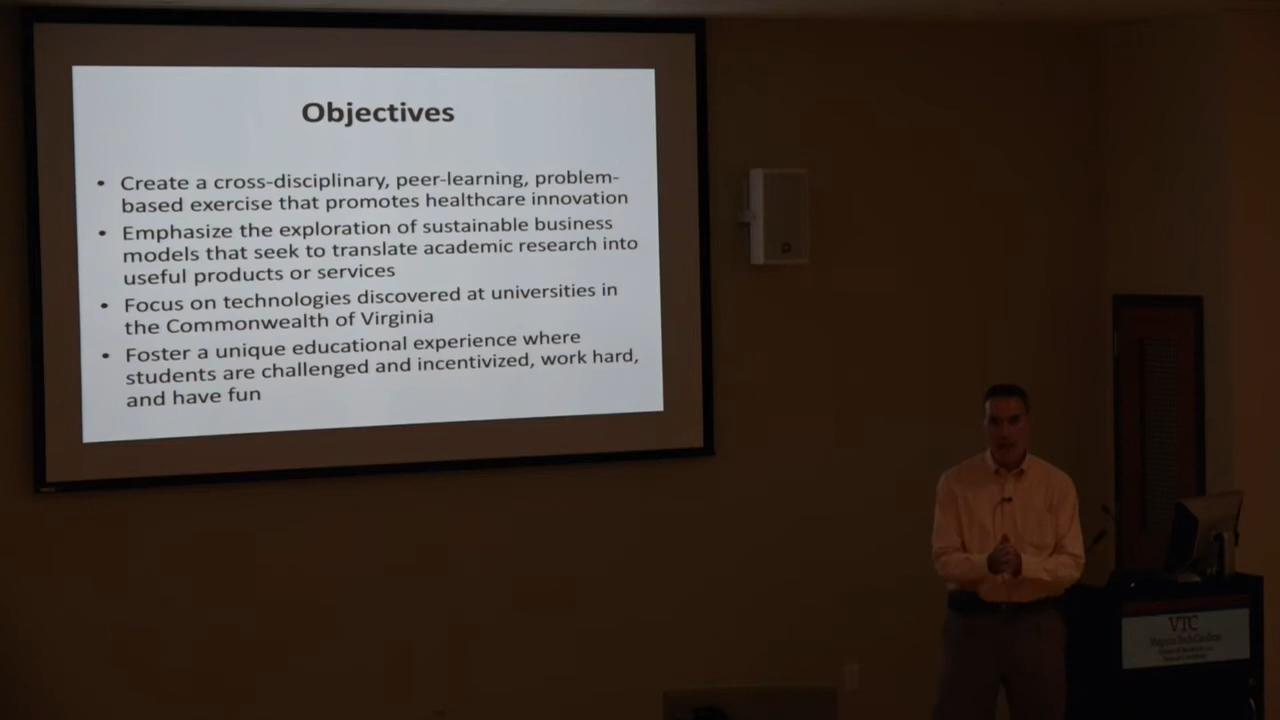 Objectives
• Create a cross-disciplinary, peer-learning, problem-
based exercise that promotes healthcare innovation
• Emphasize the exploration of sustainable business
models that seek to translate academic research into
useful products or services
• Focus on technologies discovered at universities in
the Commonwealth of Virginia
• Foster a unique educational experience where
students are challenged and incentivized, work hard,
and have fun
VTC
Virginia Tech Carilion